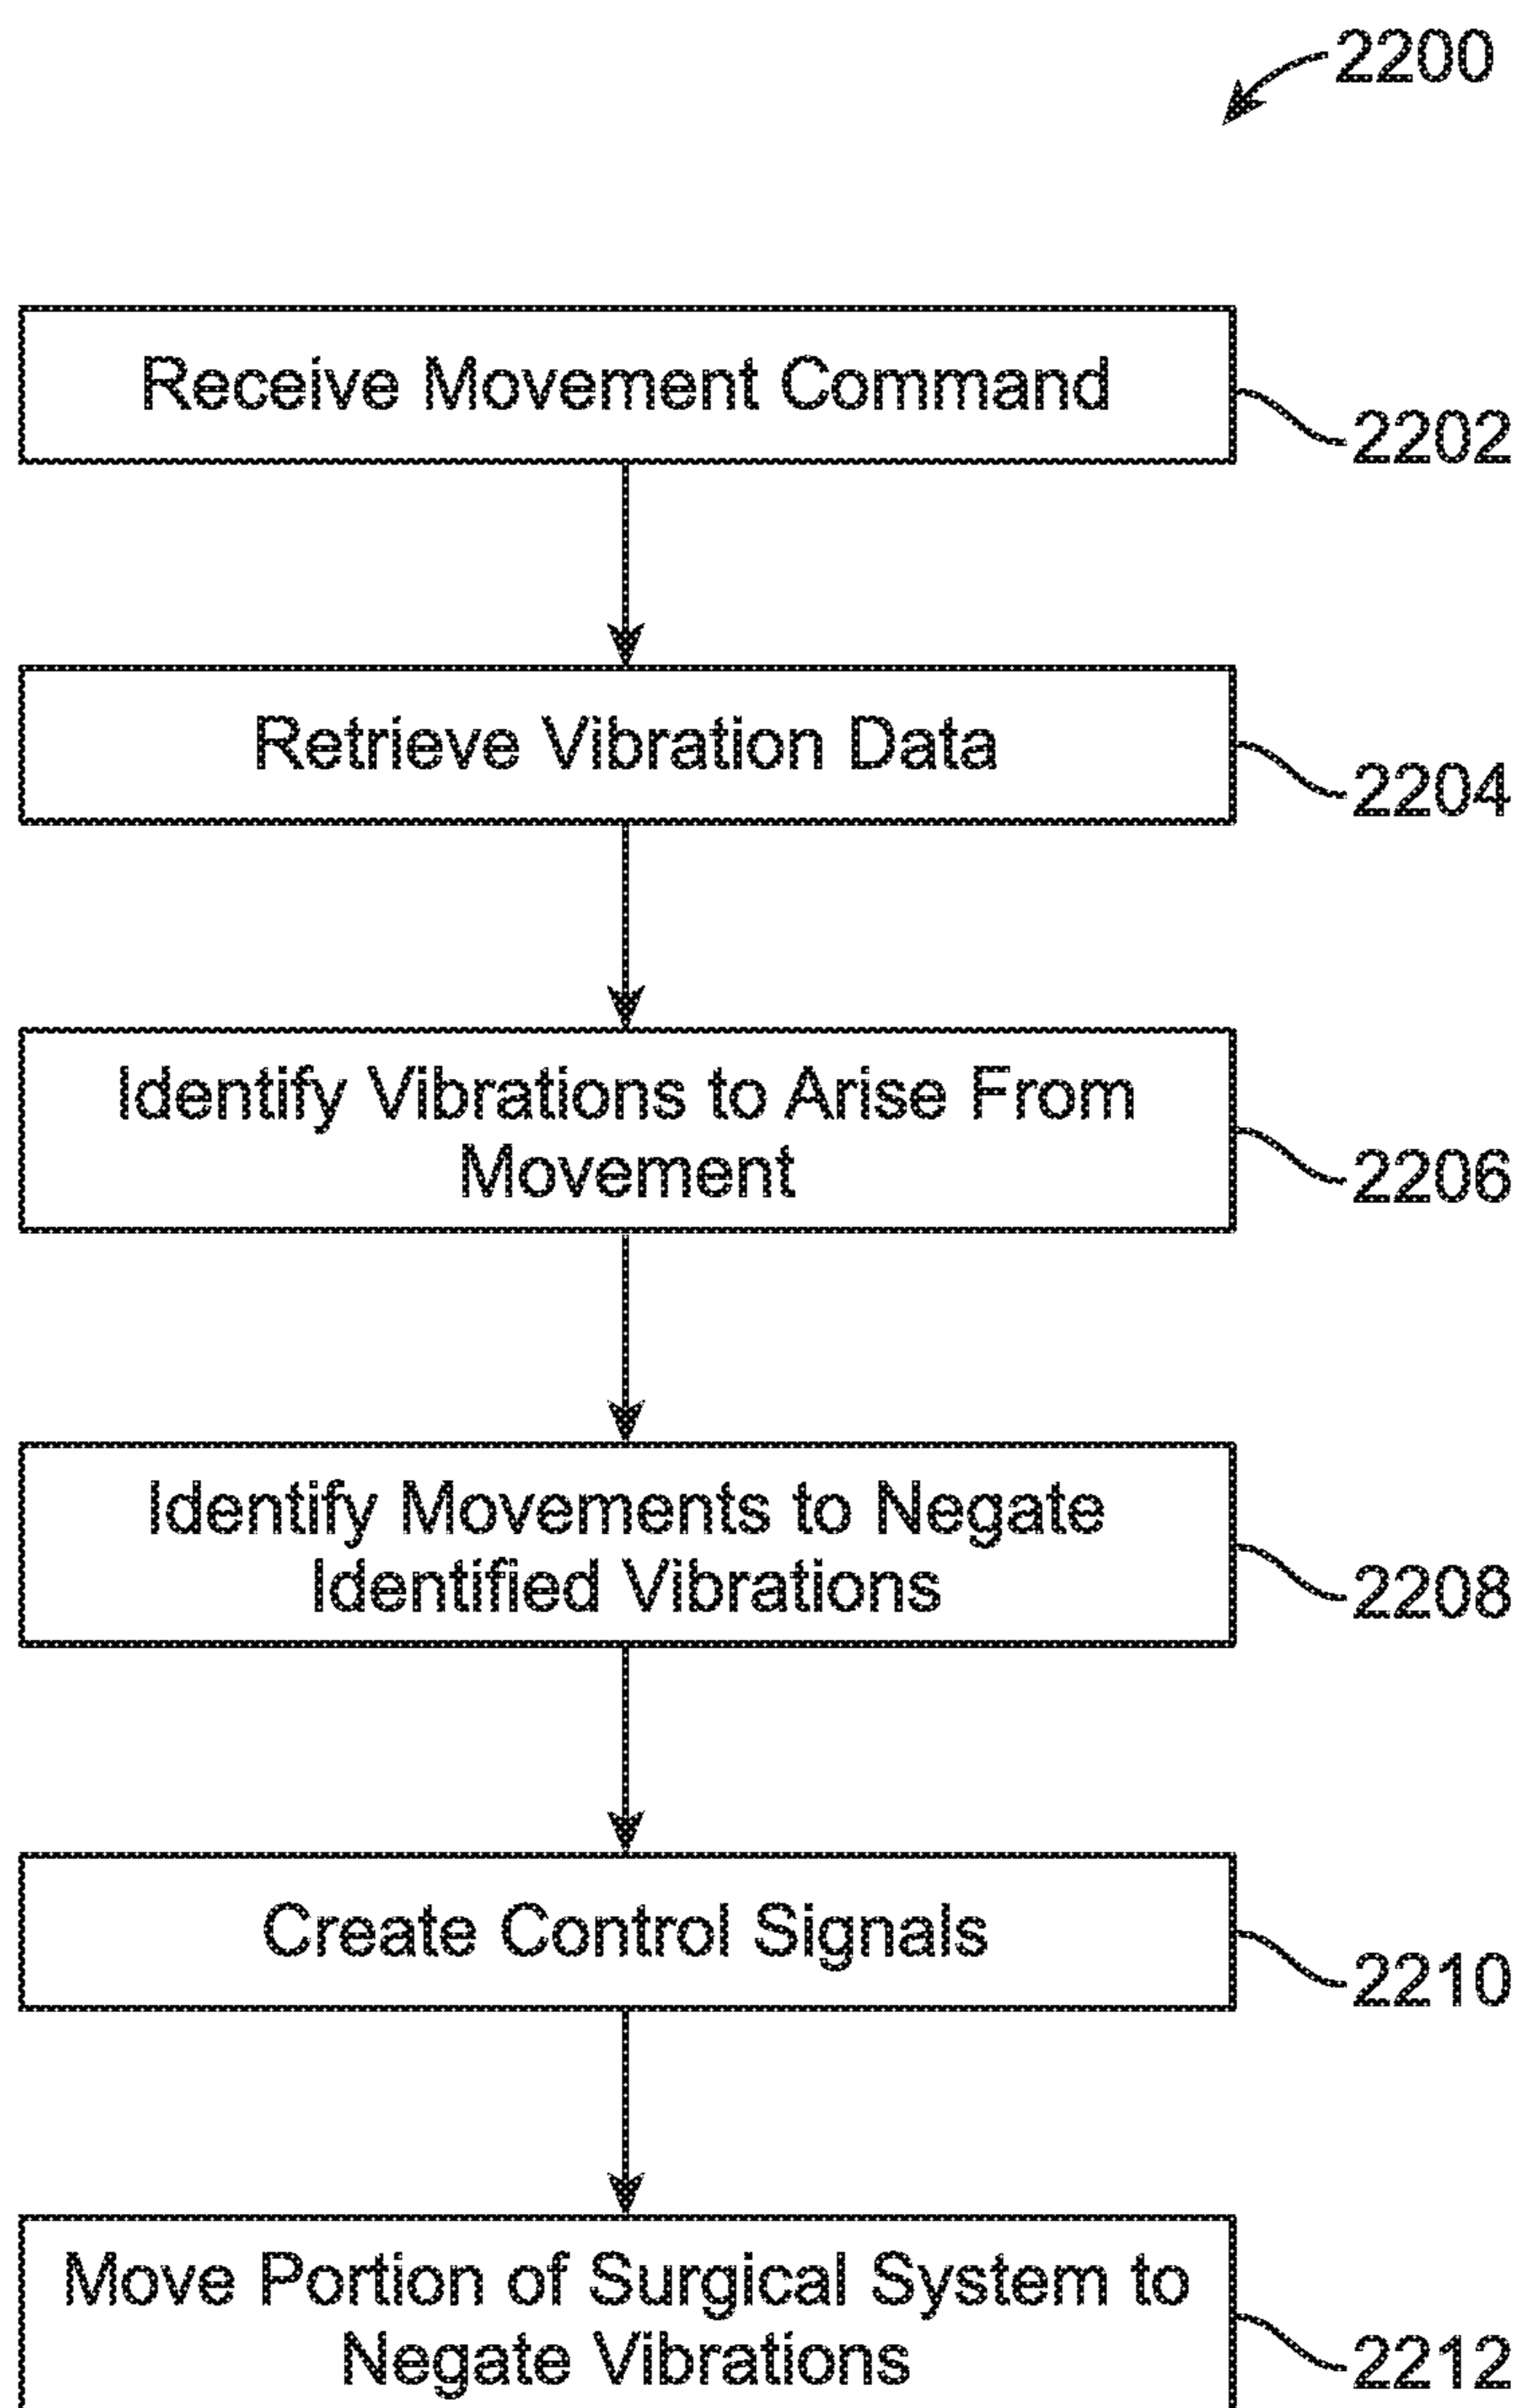 2200
Receive Movement Command
2202
Retrieve Vibration Data
2204
Identify Vibrations to Arise From
Movement
2206
Identify Movements to Negate
Identified Vibrations
2208
Create Control Signals
2210
Move Portion of Surgical System to
Negate Vibrations
2212